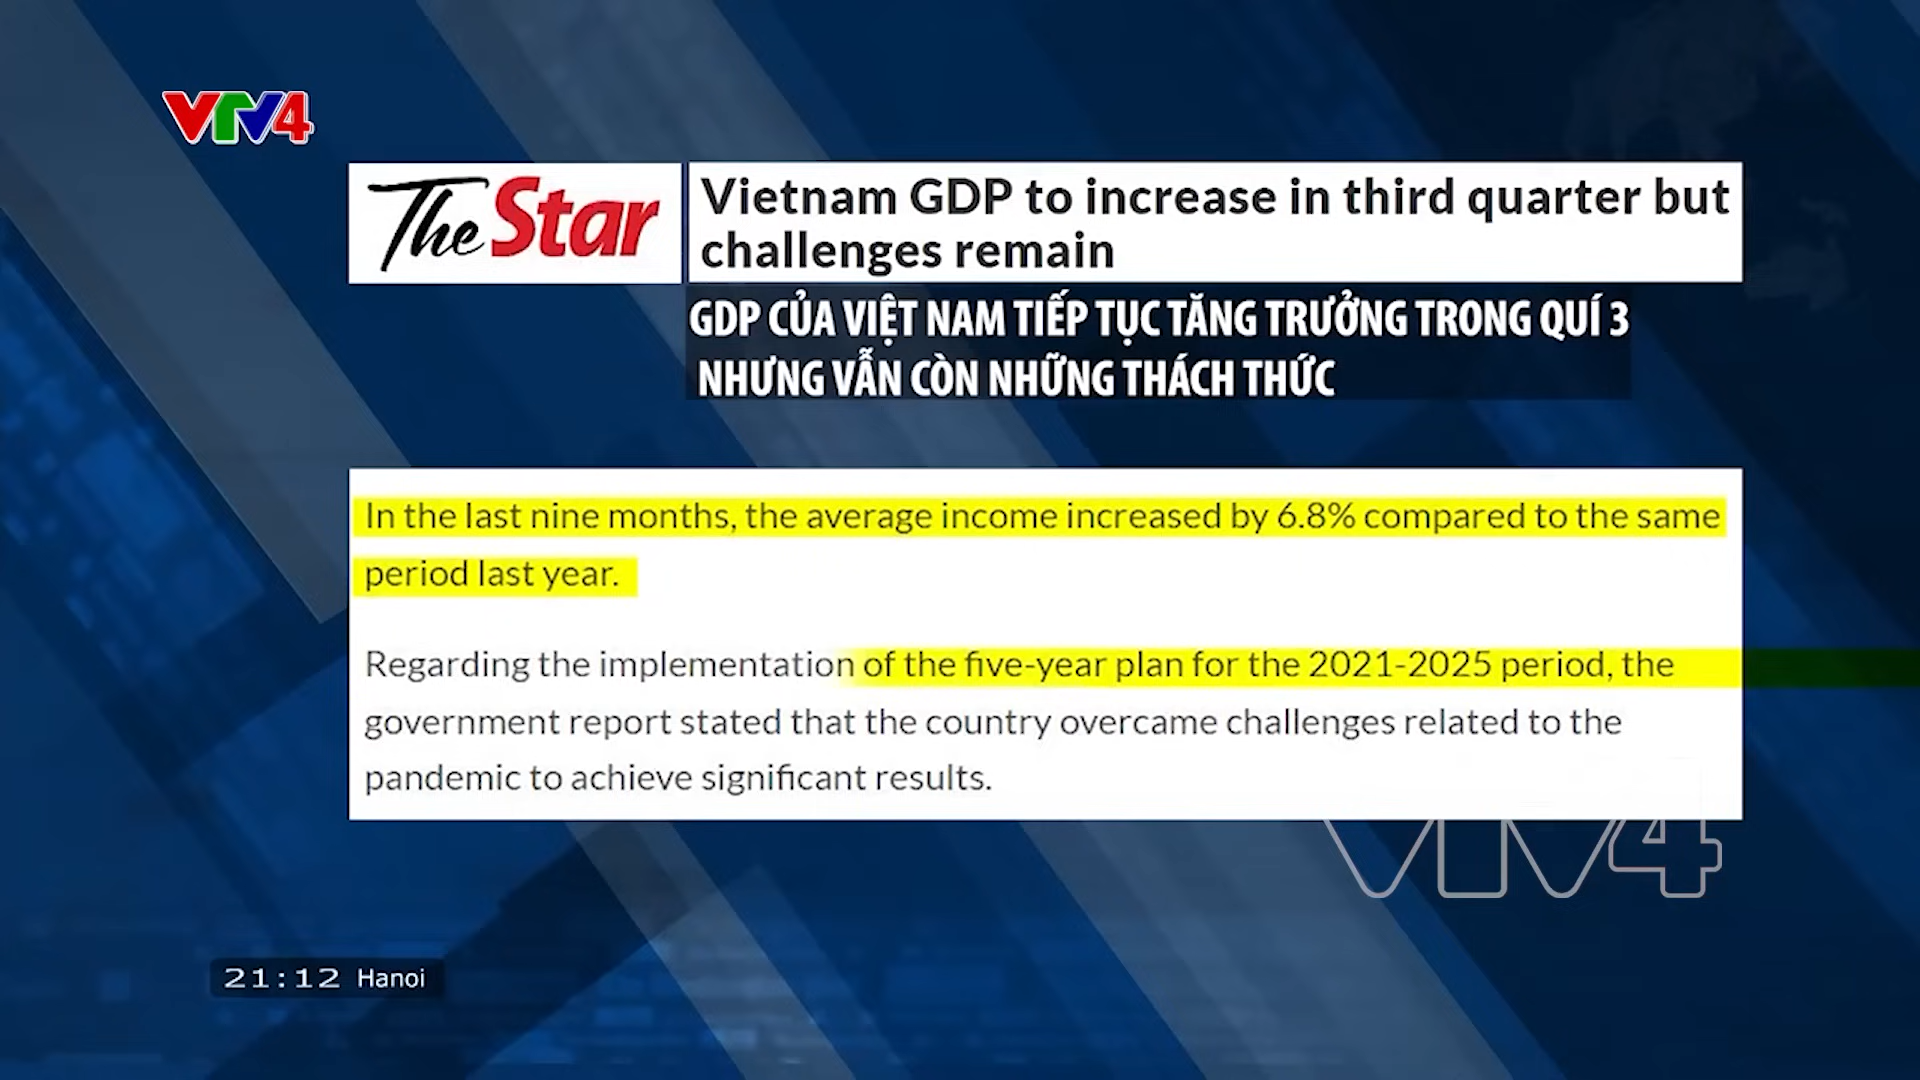 VTV4
The Star
Vietnam GDP to increase in third quarter but
challenges remain
GDP CỦA VIỆT NAM TIẾP TỤC TĂNG TRƯỞNG TRONG QUÍ 3
NHƯNG VẪN CÒN NHỮNG THÁCH THỨC
In the last nine months, the average income increased by 6.8% compared to the same
period last year.
Regarding the implementation of the five-year plan for the 2021-2025 period, the
government report stated that the country overcame challenges related to the
pandemic to achieve significant results.
VTV4
21:12 Hanoi